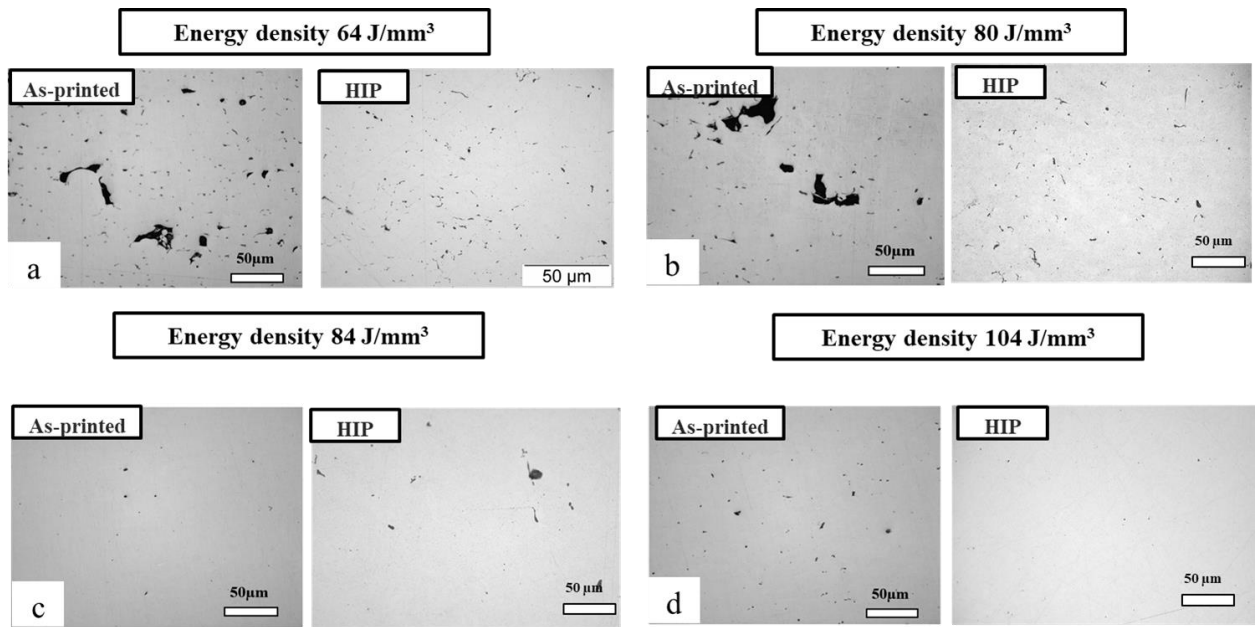 Energy density 64 J/mm³
Energy density 80 J/mm³
As-printed
HIP
As-printed
HIP
a
50μm
50 μm
b
50μm
50 μm
Energy density 84 J/mm³
Energy density 104 J/mm³
As-printed
HIP
As-printed
HIP
c
50μm
50 μm
d
50μm
50 μm